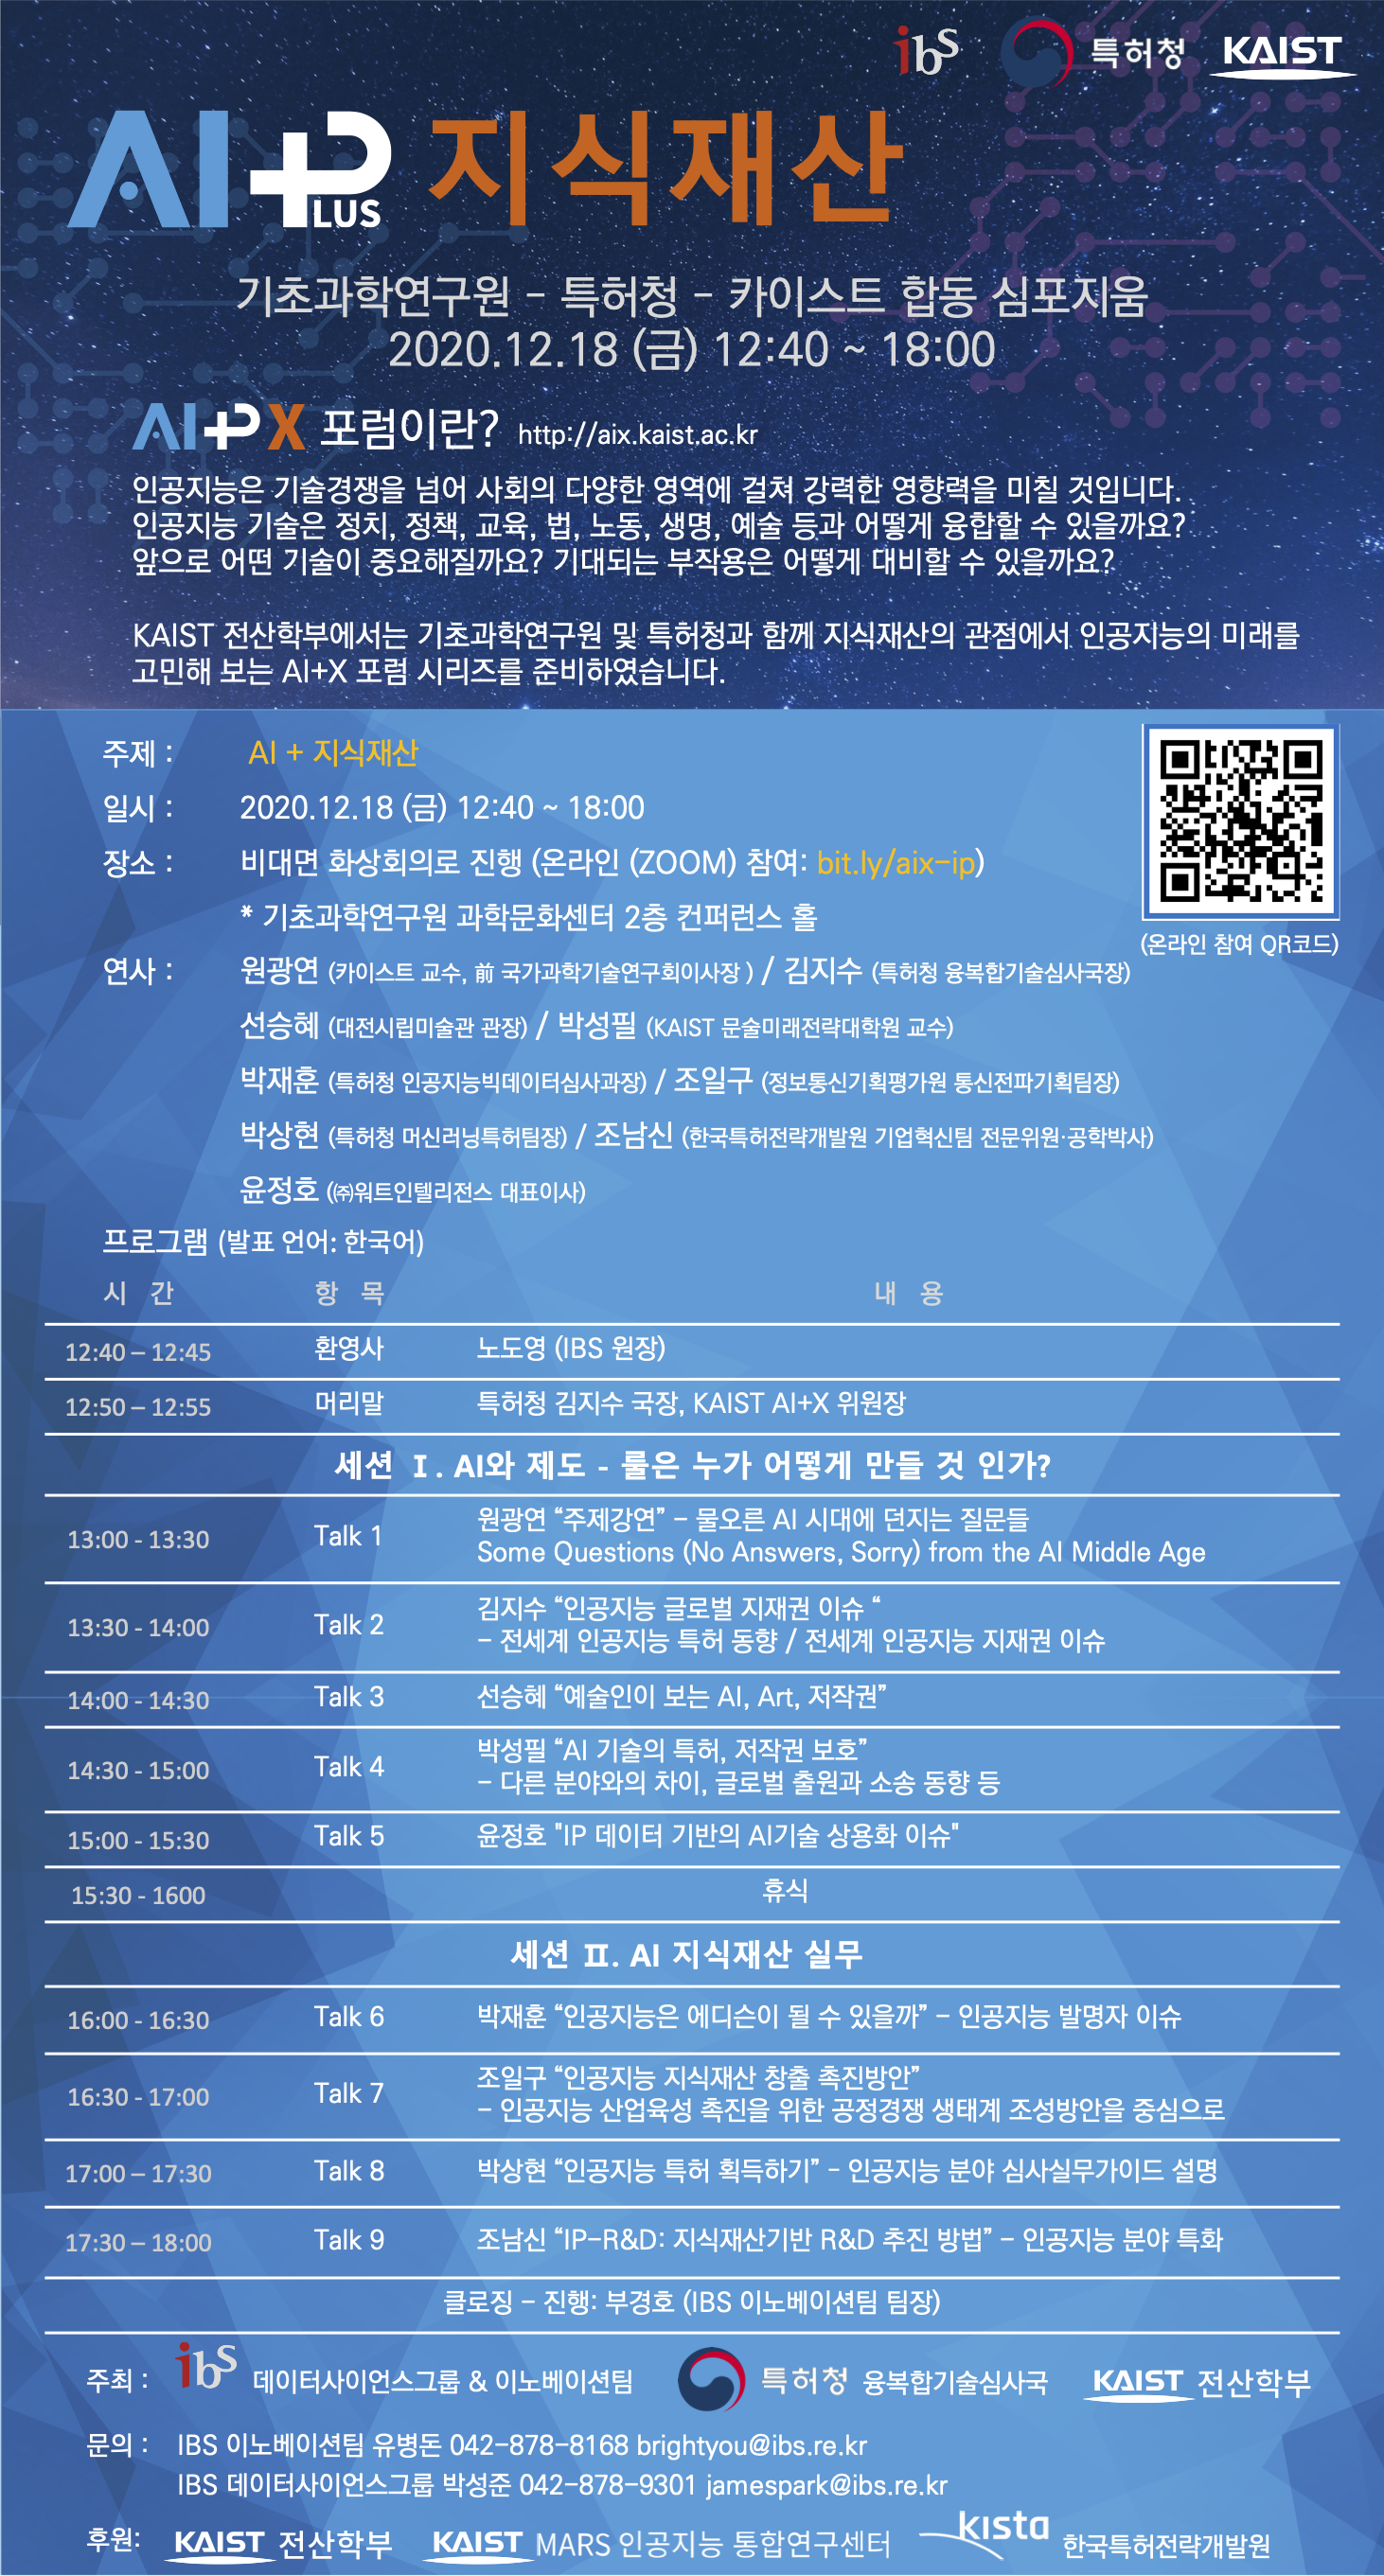 ibS 특허청 KAIST
AI+PLUS 지식재산
기초과학연구원 - 특허청 - 카이스트 합동 심포지움
2020.12.18 (금) 12:40 ~ 18:00
AI+X 포럼이란? http://aix.kaist.ac.kr
인공지능은 기술경쟁을 넘어 사회의 다양한 영역에 걸쳐 강력한 영향력을 미칠 것입니다.
인공지능 기술은 정치, 정책, 교육, 법, 노동, 생명, 예술 등과 어떻게 융합할 수 있을까요?
앞으로 어떤 기술이 중요해질까요? 기대되는 부작용은 어떻게 대비할 수 있을까요?
KAIST 전산학부에서는 기초과학연구원 및 특허청과 함께 지식재산의 관점에서 인공지능의 미래를
고민해 보는 AI+X 포럼 시리즈를 준비하였습니다.
주제 : AI + 지식재산
일시 : 2020.12.18 (금) 12:40 ~ 18:00
장소 : 비대면 화상회의로 진행 (온라인 (ZOOM) 참여: bit.ly/aix-ip)
* 기초과학연구원 과학문화센터 2층 컨퍼런스 홀
(온라인 참여 QR코드)
연사 : 원광연 (카이스트 교수, 前 국가과학기술연구회이사장 ) / 김지수 (특허청 융복합기술심사국장)
선승혜 (대전시립미술관 관장) / 박성필 (KAIST 문술미래전략대학원 교수)
박재훈 (특허청 인공지능빅데이터심사과장) / 조일구 (정보통신기획평가원 통신전파기획팀장)
박상현 (특허청 머신러닝특허팀장) / 조남신 (한국특허전략개발원 기업혁신팀 전문위원·공학박사)
윤정호 (㈜워트인텔리전스 대표이사)
프로그램 (발표 언어: 한국어)
시 간 항 목 내 용
12:40 – 12:45 환영사 노도영 (IBS 원장)
12:50 – 12:55 머리말 특허청 김지수 국장, KAIST AI+X 위원장
세션 Ⅰ. AI와 제도 - 룰은 누가 어떻게 만들 것 인가?
13:00 - 13:30 Talk 1 원광연 “주제강연” - 물오른 AI 시대에 던지는 질문들
Some Questions (No Answers, Sorry) from the AI Middle Age
13:30 - 14:00 Talk 2 김지수 “인공지능 글로벌 지재권 이슈 “
- 전세계 인공지능 특허 동향 / 전세계 인공지능 지재권 이슈
14:00 - 14:30 Talk 3 선승혜 “예술인이 보는 AI, Art, 저작권”
14:30 - 15:00 Talk 4 박성필 “AI 기술의 특허, 저작권 보호”
- 다른 분야와의 차이, 글로벌 출원과 소송 동향 등
15:00 - 15:30 Talk 5 윤정호 "IP 데이터 기반의 AI기술 상용화 이슈"
15:30 - 1600 휴식
세션 Ⅱ. AI 지식재산 실무
16:00 - 16:30 Talk 6 박재훈 “인공지능은 에디슨이 될 수 있을까” - 인공지능 발명자 이슈
16:30 - 17:00 Talk 7 조일구 “인공지능 지식재산 창출 촉진방안”
- 인공지능 산업육성 촉진을 위한 공정경쟁 생태계 조성방안을 중심으로
17:00 – 17:30 Talk 8 박상현 “인공지능 특허 획득하기” - 인공지능 분야 심사실무가이드 설명
17:30 – 18:00 Talk 9 조남신 “IP-R&D: 지식재산기반 R&D 추진 방법” - 인공지능 분야 특화
클로징 - 진행: 부경호 (IBS 이노베이션팀 팀장)
주최 : ibS 데이터사이언스그룹 & 이노베이션팀 특허청 융복합기술심사국 KAIST 전산학부
문의 : IBS 이노베이션팀 유병돈 042-878-8168 brightyou@ibs.re.kr
IBS 데이터사이언스그룹 박성준 042-878-9301 jamespark@ibs.re.kr
후원: KAIST 전산학부 KAIST MARS 인공지능 통합연구센터 kista 한국특허전략개발원